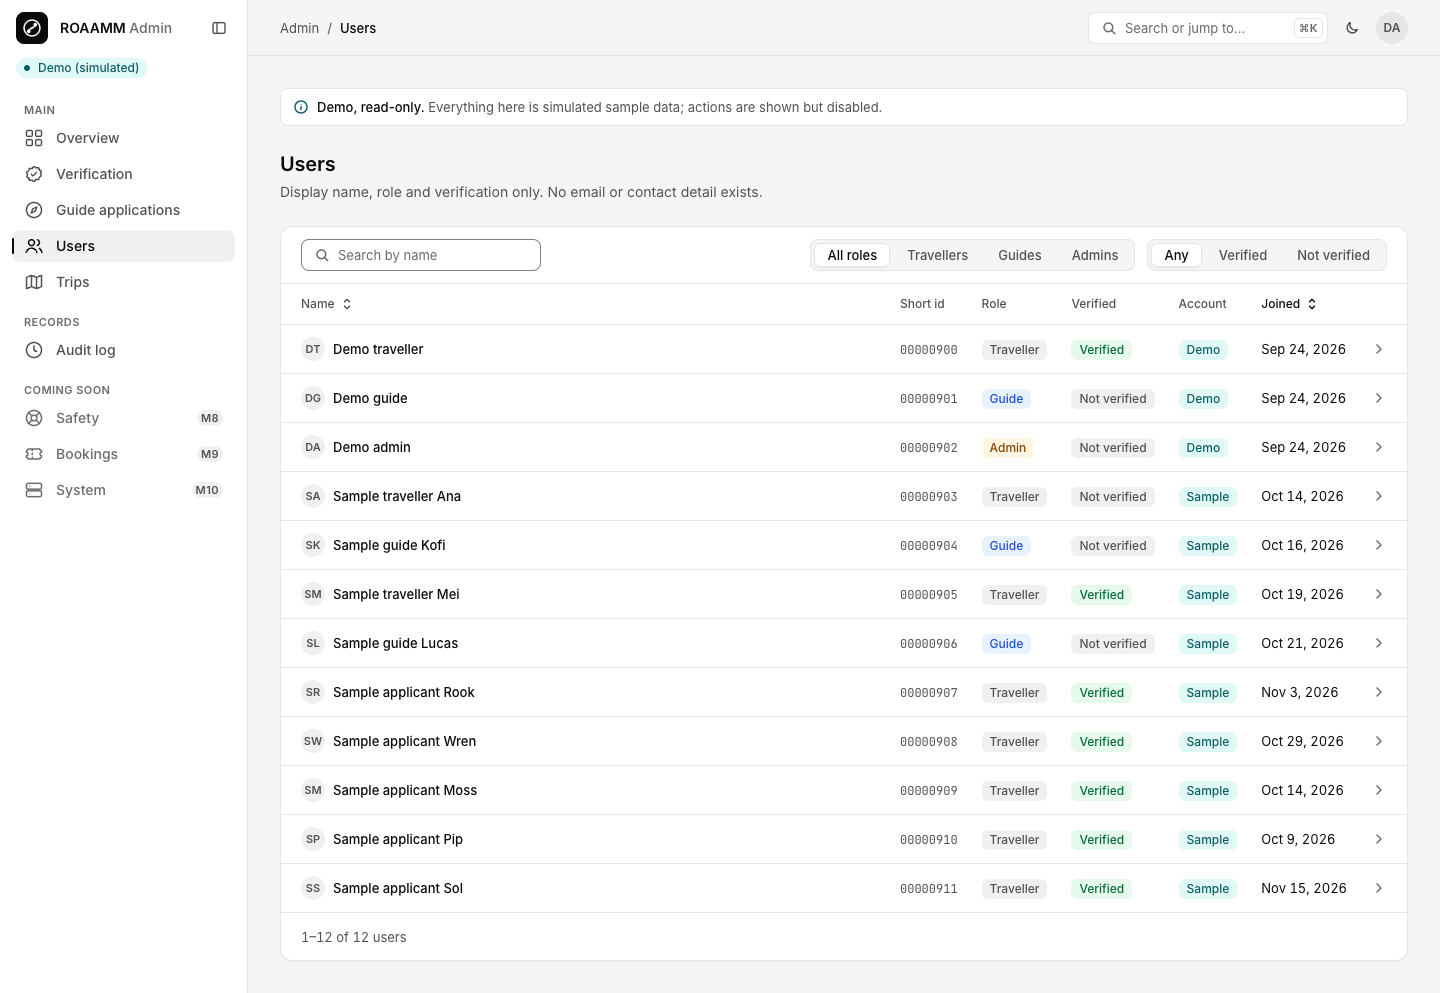 ROAAMM Admin
Demo (simulated)
MAIN
Overview
Verification
Guide applications
Users
Trips
RECORDS
Audit log
COMING SOON
Safety M8
Bookings M9
System M10
Admin / Users
Search or jump to... ⌘K
DA
Demo, read-only. Everything here is simulated sample data; actions are shown but disabled.
Users
Display name, role and verification only. No email or contact detail exists.
Search by name
All roles Travellers Guides Admins
Any Verified Not verified
Name Short id Role Verified Account Joined
DT Demo traveller 00000900 Traveller Verified Demo Sep 24, 2026
DG Demo guide 00000901 Guide Not verified Demo Sep 24, 2026
DA Demo admin 00000902 Admin Not verified Demo Sep 24, 2026
SA Sample traveller Ana 00000903 Traveller Not verified Sample Oct 14, 2026
SK Sample guide Kofi 00000904 Guide Not verified Sample Oct 16, 2026
SM Sample traveller Mei 00000905 Traveller Verified Sample Oct 19, 2026
SL Sample guide Lucas 00000906 Guide Not verified Sample Oct 21, 2026
SR Sample applicant Rook 00000907 Traveller Verified Sample Nov 3, 2026
SW Sample applicant Wren 00000908 Traveller Verified Sample Oct 29, 2026
SM Sample applicant Moss 00000909 Traveller Verified Sample Oct 14, 2026
SP Sample applicant Pip 00000910 Traveller Verified Sample Oct 9, 2026
SS Sample applicant Sol 00000911 Traveller Verified Sample Nov 15, 2026
1–12 of 12 users